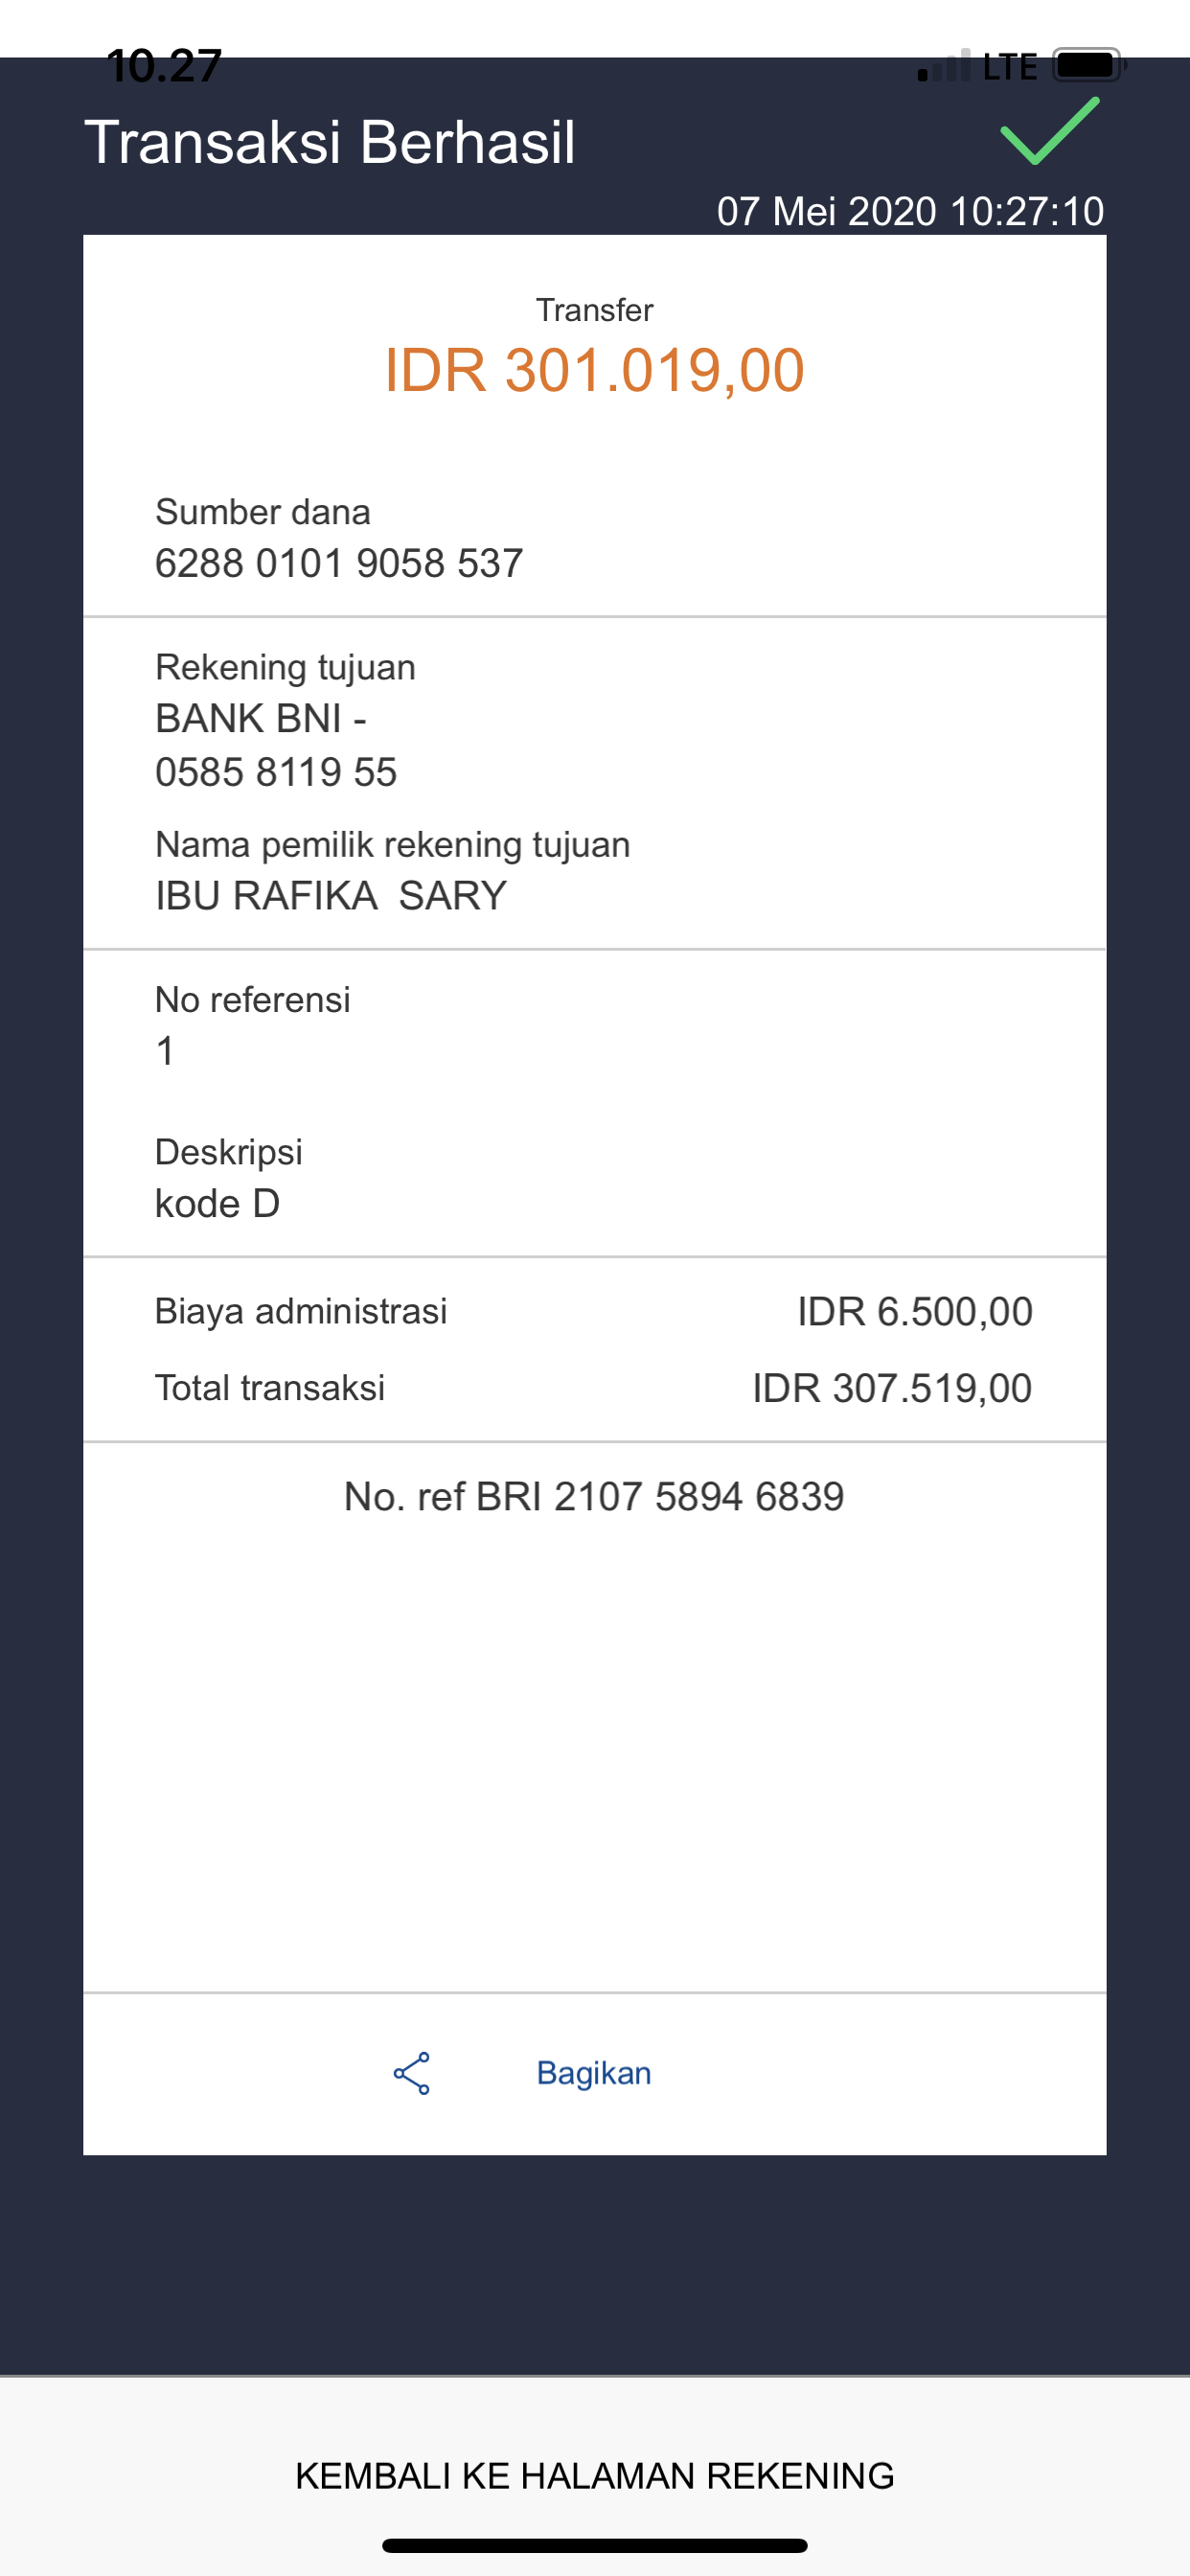 10.27
LTE
Transaksi Berhasil
07 Mei 2020 10:27:10
Transfer
IDR 301.019,00
Sumber dana
6288 0101 9058 537
Rekening tujuan
BANK BNI -
0585 8119 55
Nama pemilik rekening tujuan
IBU RAFIKA  SARY
No referensi
1
Deskripsi
kode D
Biaya administrasi IDR 6.500,00
Total transaksi IDR 307.519,00
No. ref BRI 2107 5894 6839
Bagikan
KEMBALI KE HALAMAN REKENING